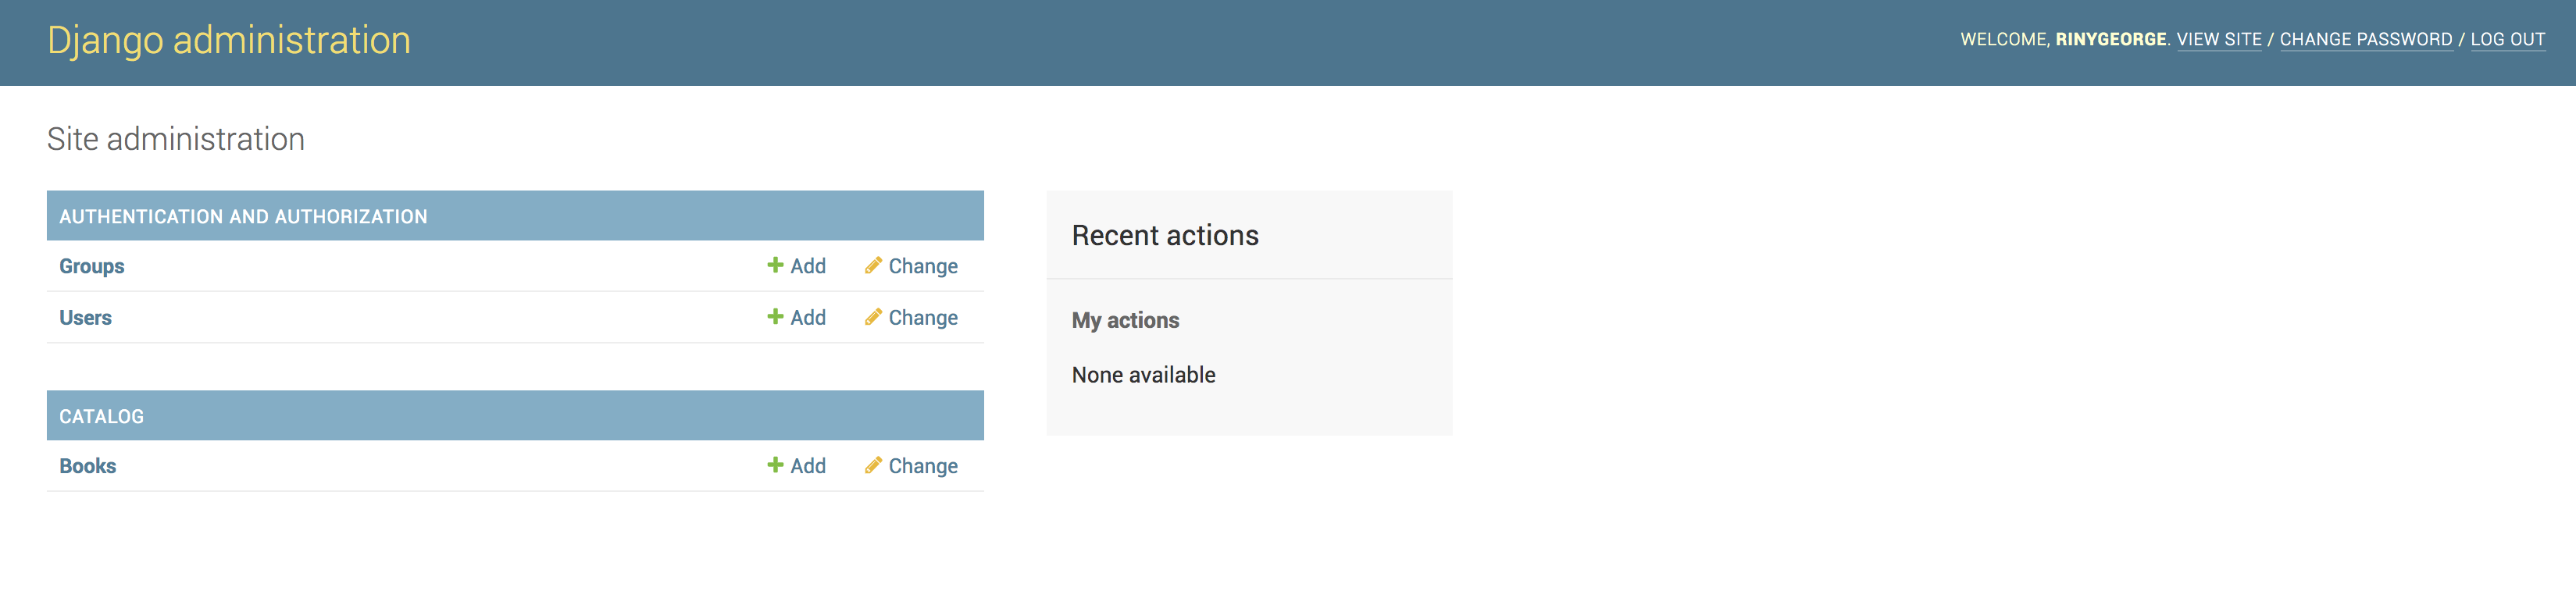 Django administration
WELCOME, RINYGEORGE. VIEW SITE / CHANGE PASSWORD / LOG OUT
Site administration
AUTHENTICATION AND AUTHORIZATION
Groups Add Change
Users Add Change
CATALOG
Books Add Change
Recent actions
My actions
None available